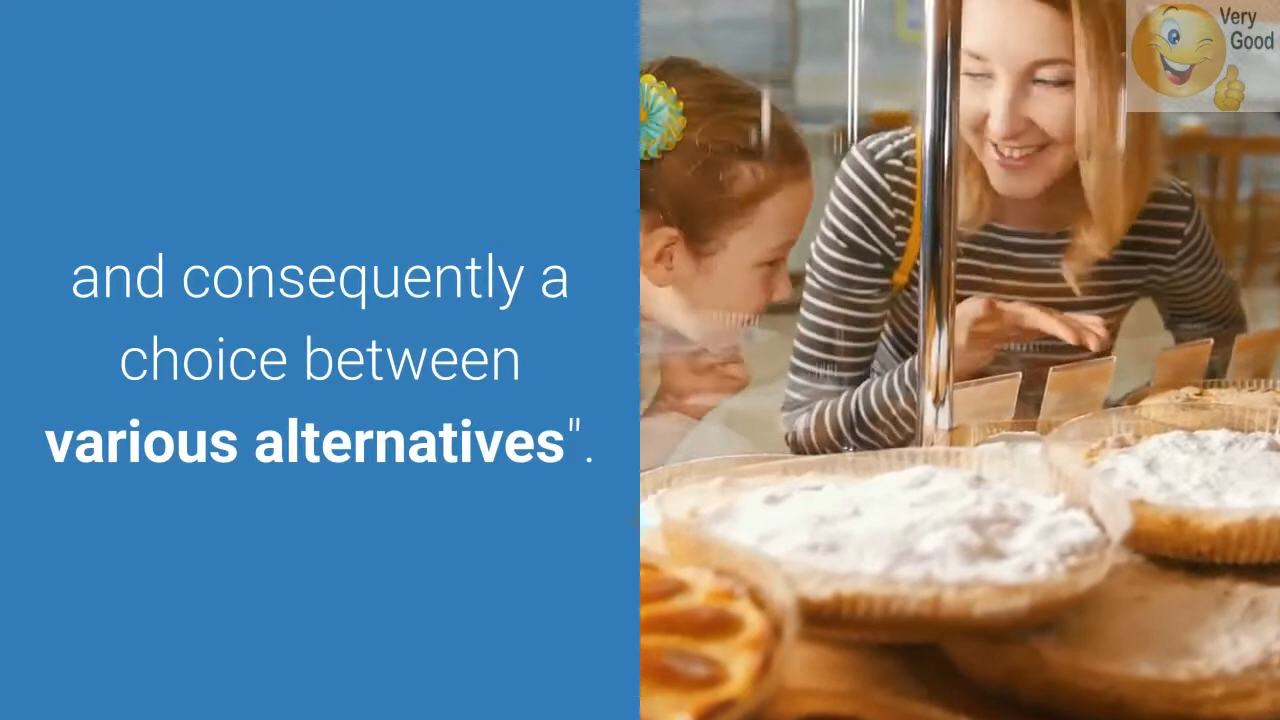 and consequently a
choice between
various alternatives".
Very
Good